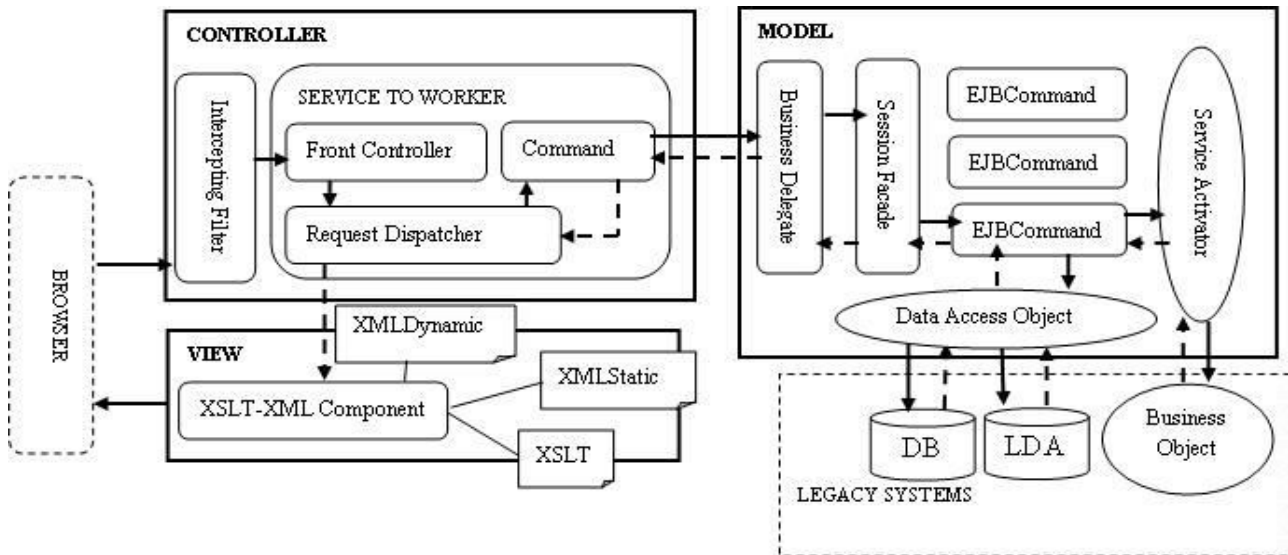 CONTROLLER
SERVICE TO WORKER
Intercepting Filter
Front Controller
Command
Request Dispatcher
BROWSER
VIEW
XMLDynamic
XMLStatic
XSLT-XML Component
XSLT
MODEL
Business Delegate
Session Facade
EJBCommand
EJBCommand
EJBCommand
Service Activator
Data Access Object
DB
LDA
Business
Object
LEGACY SYSTEMS